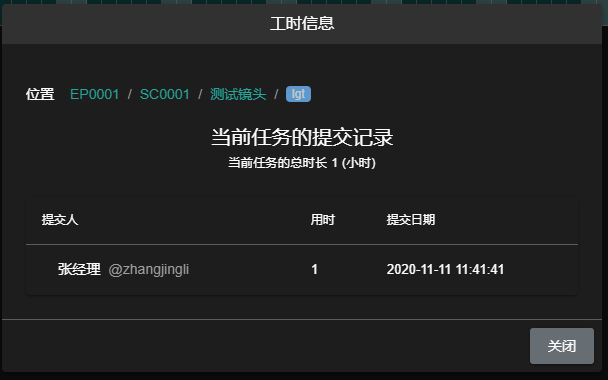 工时信息
位置 EP0001 / SC0001 / 测试镜头 / lgt
当前任务的提交记录
当前任务的总时长 1 (小时)
提交人 用时 提交日期
张经理 @zhangjingli 1 2020-11-11 11:41:41
关闭